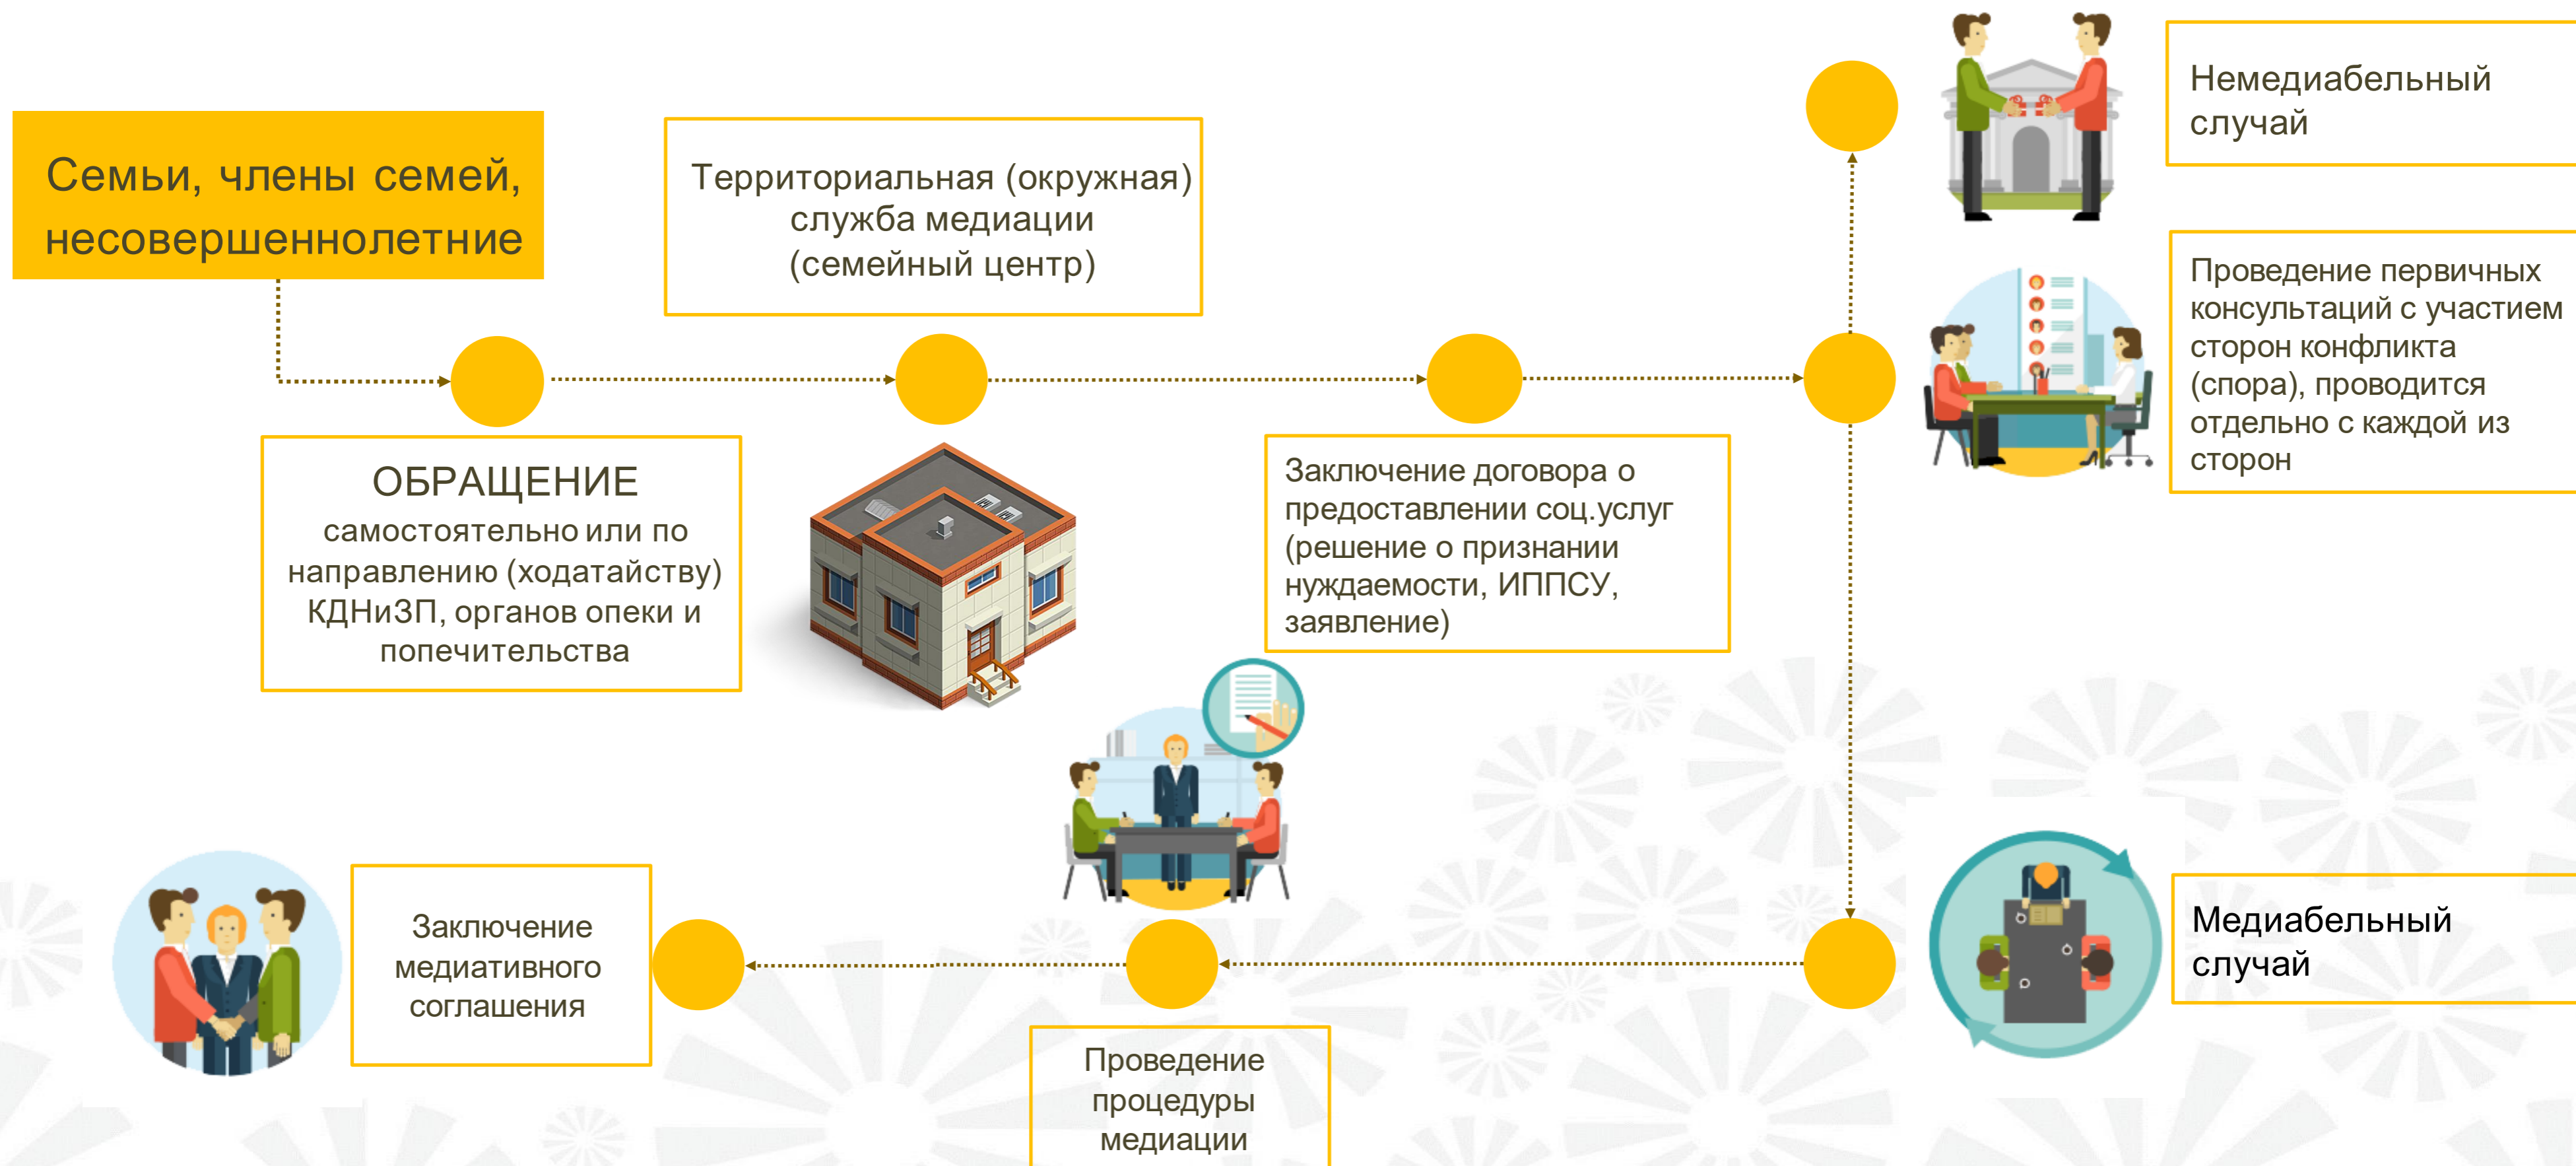 Семьи, члены семей,
несовершеннолетние
ОБРАЩЕНИЕ
самостоятельно или по
направлению (ходатайству)
КДНиЗП, органов опеки и
попечительства
Территориальная (окружная)
служба медиации
(семейный центр)
Заключение договора о
предоставлении соц.услуг
(решение о признании
нуждаемости, ИППСУ,
заявление)
Немедиабельный
случай
Проведение первичных
консультаций с участием
сторон конфликта
(спора), проводится
отдельно с каждой из
сторон
Медиабельный
случай
Проведение
процедуры
медиации
Заключение
медиативного
соглашения